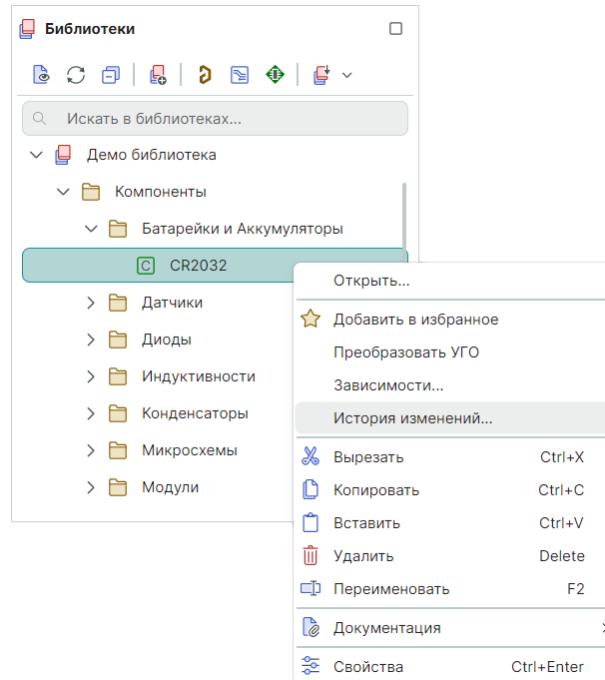 Библиотеки
Искать в библиотеках...
Демо библиотека
Компоненты
Батарейки и Аккумуляторы
C CR2032
Датчики
Диоды
Индуктивности
Конденсаторы
Микросхемы
Модули
Открыть...
Добавить в избранное
Преобразовать УГО
Зависимости...
История изменений...
Вырезать Ctrl+X
Копировать Ctrl+C
Вставить Ctrl+V
Удалить Delete
Переименовать F2
Документация
Свойства Ctrl+Enter